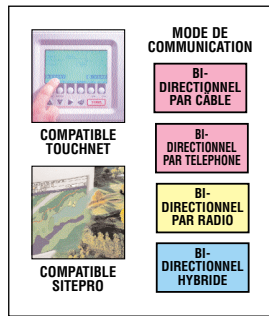 COMPATIBLE
TOUCHNET
COMPATIBLE
SITEPRO
MODE DE
COMMUNICATION
BI-
DIRECTIONNEL
PAR CÂBLE
BI-
DIRECTIONNEL
PAR TELEPHONE
BI-
DIRECTIONNEL
PAR RADIO
BI-
DIRECTIONNEL
HYBRIDE